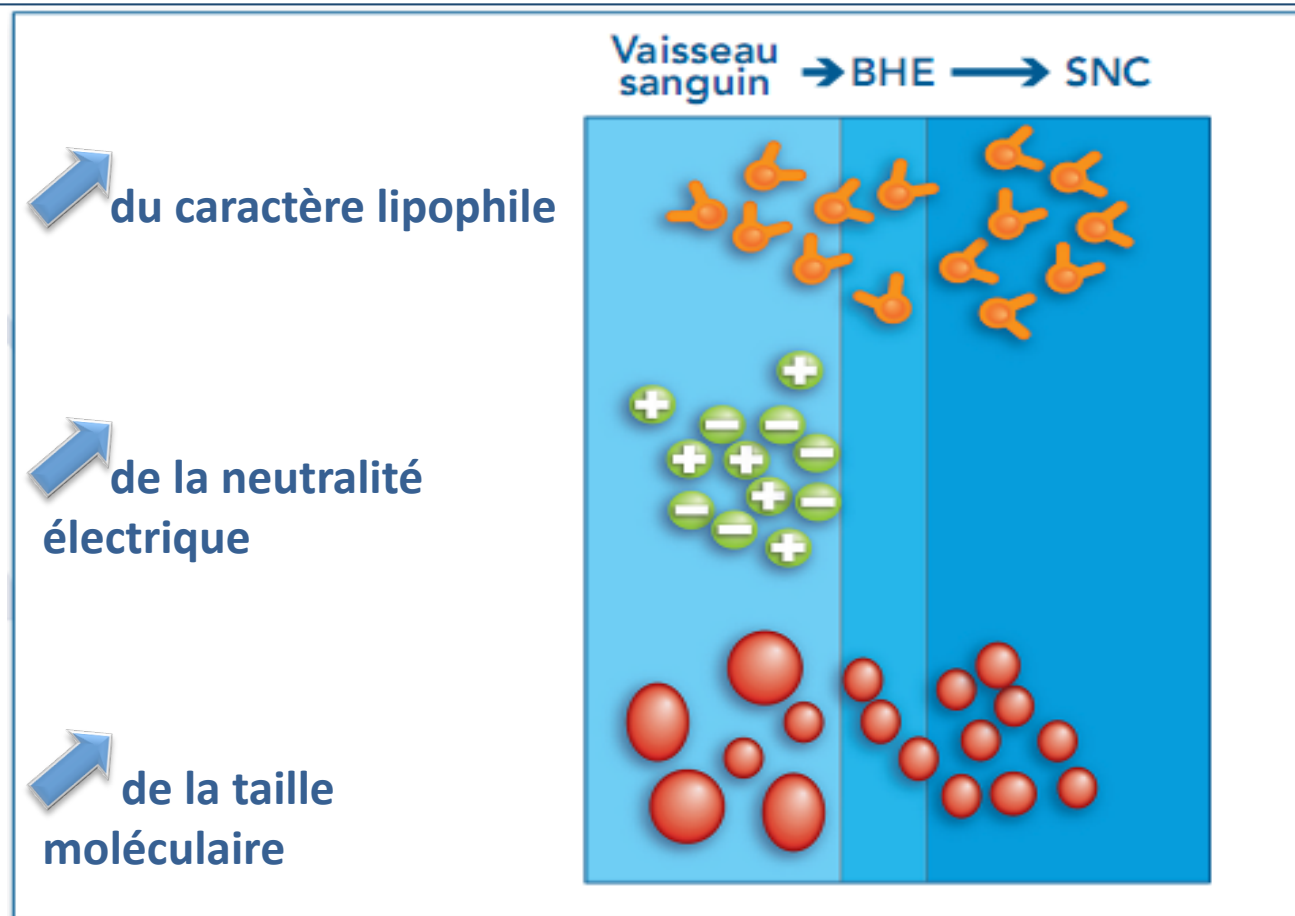 Vaisseau
sanguin → BHE → SNC
du caractère lipophile
de la neutralité
électrique
de la taille
moléculaire